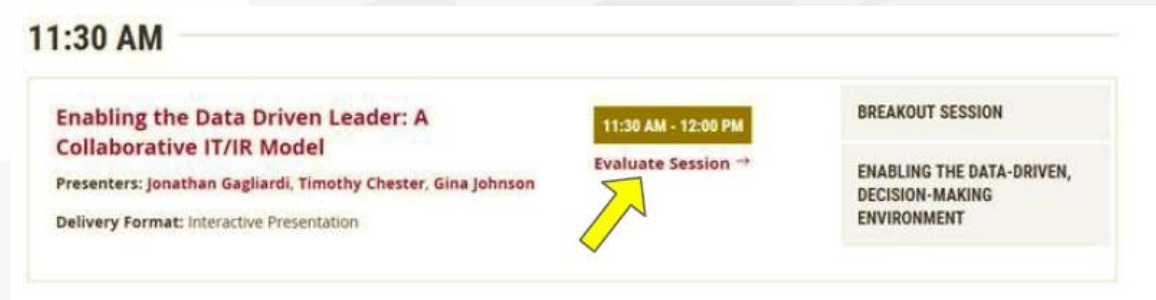 11:30 AM
Enabling the Data Driven Leader: A
Collaborative IT/IR Model
Presenters: Jonathan Gagliardi, Timothy Chester, Gina Johnson
Delivery Format: Interactive Presentation
11:30 AM - 12:00 PM
Evaluate Session →
BREAKOUT SESSION
ENABLING THE DATA-DRIVEN,
DECISION-MAKING
ENVIRONMENT